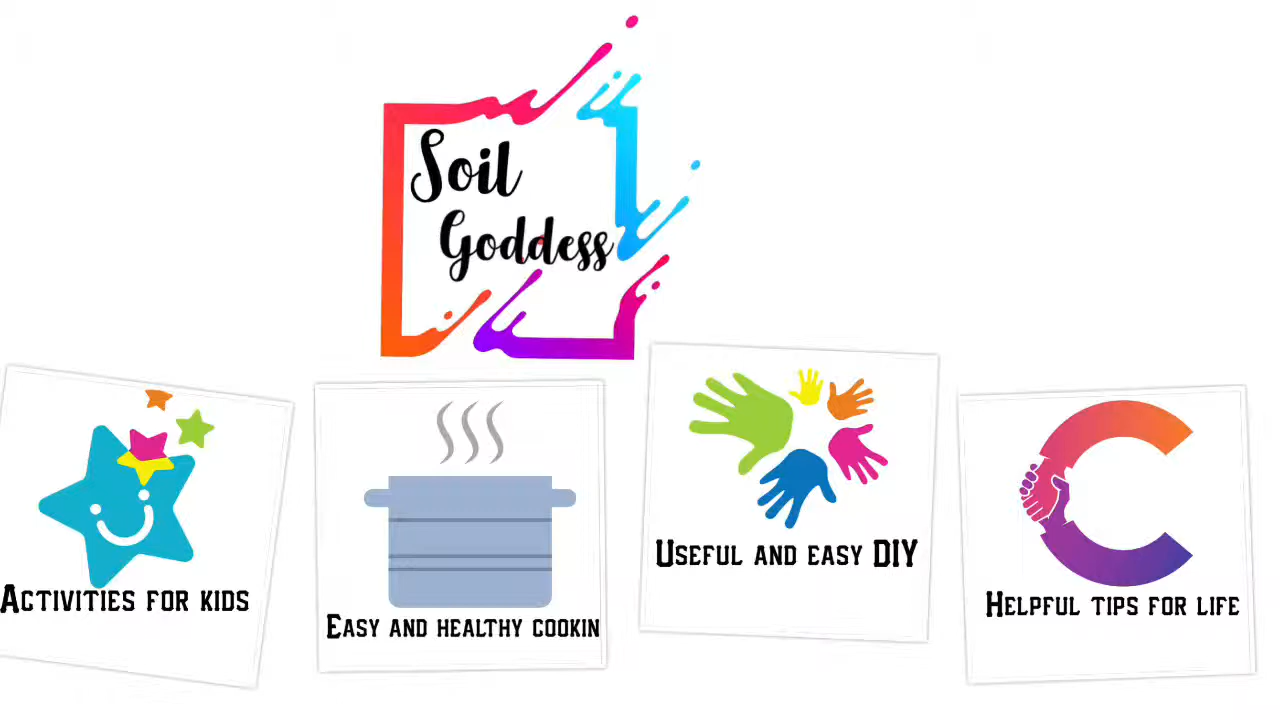 Soil
Goddess
Activities for kids
Easy and healthy cookin
Useful and easy DIY
Helpful tips for life